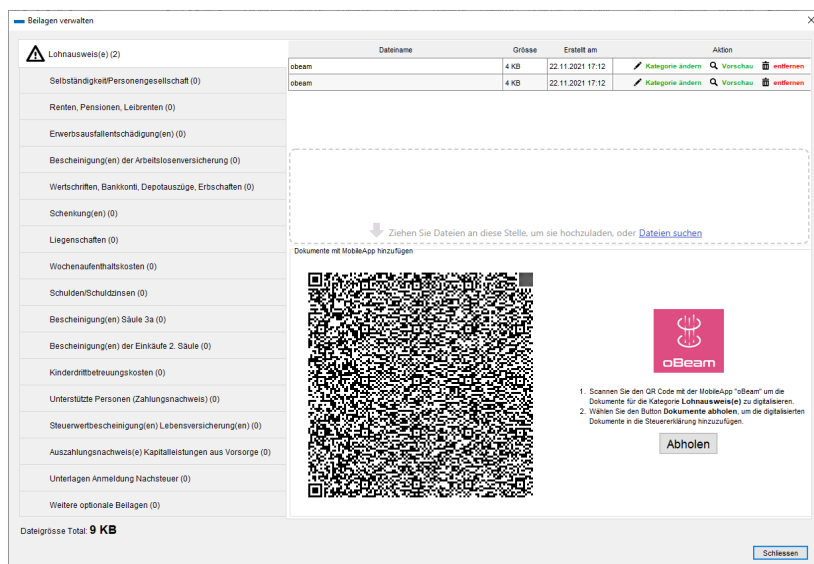 Beilagen verwalten
Lohnausweis(e) (2)
Selbständigkeit/Personengesellschaft (0)
Renten, Pensionen, Leibrenten (0)
Erwerbsausfallentschädigung(en) (0)
Bescheinigung(en) der Arbeitslosenversicherung (0)
Wertschriften, Bankkonti, Depotauszüge, Erbschaften (0)
Schenkung(en) (0)
Liegenschaften (0)
Wochenaufenthaltskosten (0)
Schulden/Schuldzinsen (0)
Bescheinigung(en) Säule 3a (0)
Bescheinigung(en) der Einkäufe 2. Säule (0)
Kinderdrittbetreuungskosten (0)
Unterstützte Personen (Zahlungsnachweis) (0)
Steuerwertbescheinigung(en) Lebensversicherung(en) (0)
Auszahlungsnachweis(e) Kapitalleistungen aus Vorsorge (0)
Unterlagen Anmeldung Nachsteuer (0)
Weitere optionale Beilagen (0)
Dateigrösse Total: 9 KB
Dateiname Grösse Erstellt am Aktion
obeam 4 KB 22.11.2021 17:12 Kategorie ändern Vorschau entfernen
obeam 4 KB 22.11.2021 17:12 Kategorie ändern Vorschau entfernen
Ziehen Sie Dateien an diese Stelle, um sie hochzuladen, oder Dateien suchen
Dokumente mit MobileApp hinzufügen
oBeam
1. Scannen Sie den QR Code mit der MobileApp "oBeam" um die
Dokumente für die Kategorie Lohnausweis(e) zu digitalisieren.
2. Wählen Sie den Button Dokumente abholen, um die digitalisierten
Dokumente in die Steuererklärung hinzuzufügen.
Abholen
Schliessen